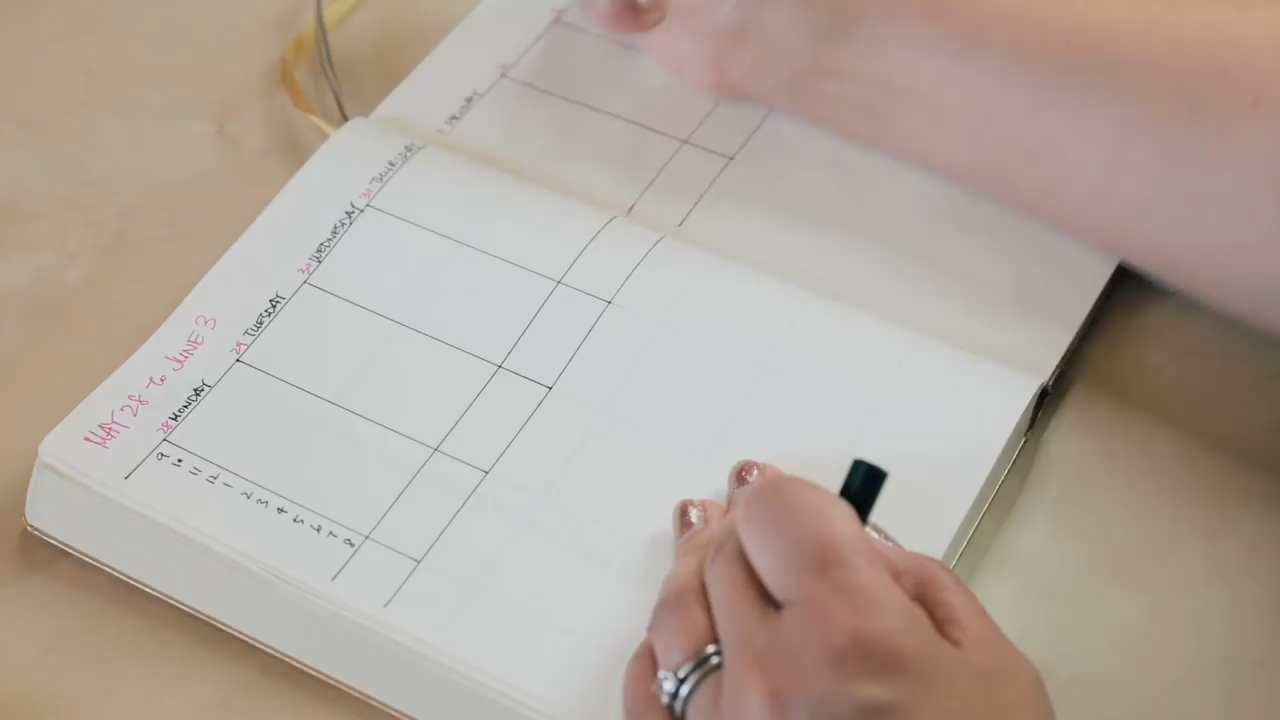 MAY 28 to JUNE 3
28 MONDAY
29 TUESDAY
30 WEDNESDAY
31 THURSDAY
FRIDAY
9 10 11 12 1 2 3 4 5 6 7 8